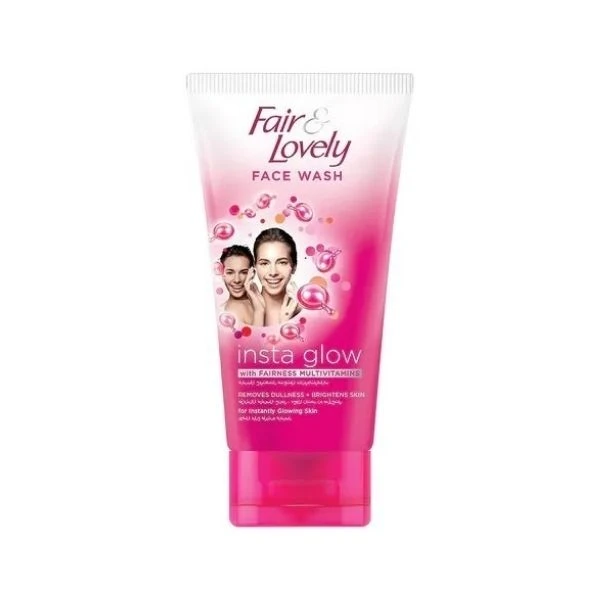 Fair &
Lovely
FACE WASH
insta glow
with FAIRNESS MULTIVITAMINS
REMOVES DULLNESS + BRIGHTENS SKIN
for Instantly Glowing Skin